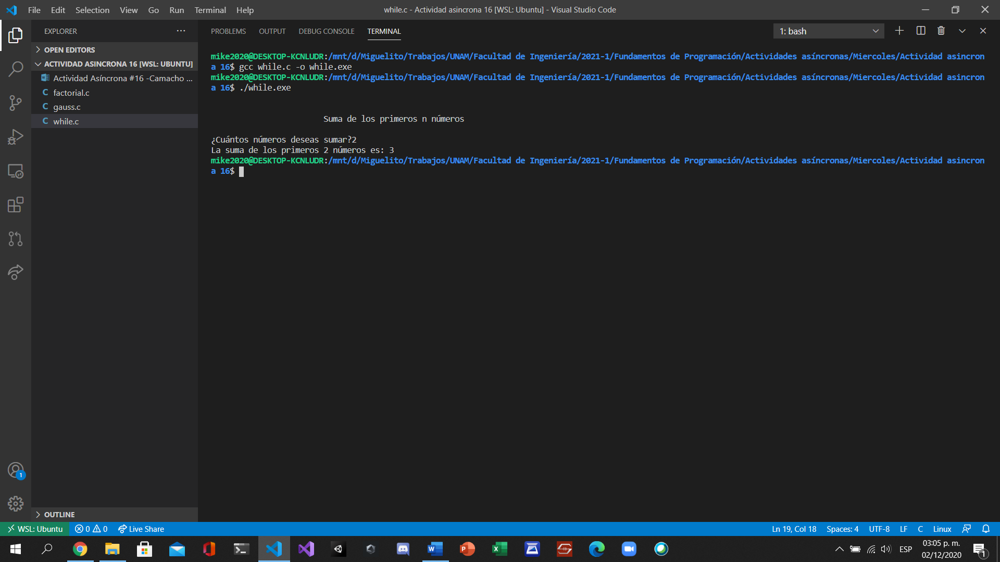 File Edit Selection View Go Run Terminal Help
while.c - Actividad asincrona 16 [WSL: Ubuntu] - Visual Studio Code
EXPLORER
OPEN EDITORS
ACTIVIDAD ASINCRONA 16 [WSL: UBUNTU]
Actividad Asíncrona #16 -Camacho ...
C factorial.c
C gauss.c
C while.c
OUTLINE
PROBLEMS OUTPUT DEBUG CONSOLE TERMINAL
1: bash
mike2020@DESKTOP-KCNLUDR:/mnt/d/Miguelito/Trabajos/UNAM/Facultad de Ingeniería/2021-1/Fundamentos de Programación/Actividades asíncronas/Miercoles/Actividad asincron
a 16$ gcc while.c -o while.exe
mike2020@DESKTOP-KCNLUDR:/mnt/d/Miguelito/Trabajos/UNAM/Facultad de Ingeniería/2021-1/Fundamentos de Programación/Actividades asíncronas/Miercoles/Actividad asincron
a 16$ ./while.exe
Suma de los primeros n números
¿Cuántos números deseas sumar?2
La suma de los primeros 2 números es: 3
mike2020@DESKTOP-KCNLUDR:/mnt/d/Miguelito/Trabajos/UNAM/Facultad de Ingeniería/2021-1/Fundamentos de Programación/Actividades asíncronas/Miercoles/Actividad asincron
a 16$
1
WSL: Ubuntu 0 0 Live Share
Ln 19, Col 18 Spaces: 4 UTF-8 LF C Linux
ESP
03:05 p. m.
02/12/2020
1